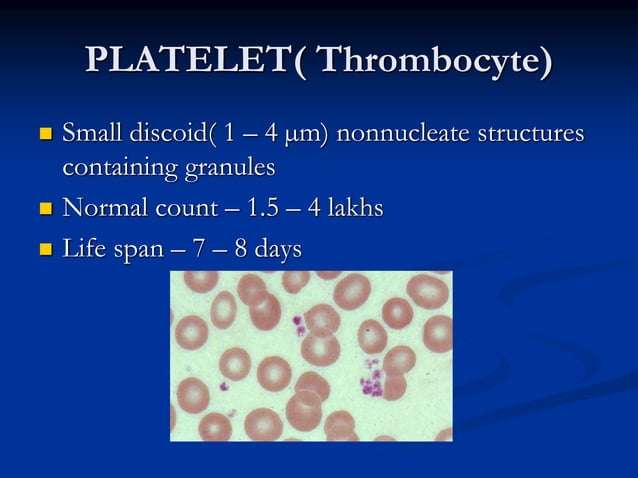 PLATELET( Thrombocyte)
Small discoid( 1 – 4 µm) nonnucleate structures
containing granules
Normal count – 1.5 – 4 lakhs
Life span – 7 – 8 days